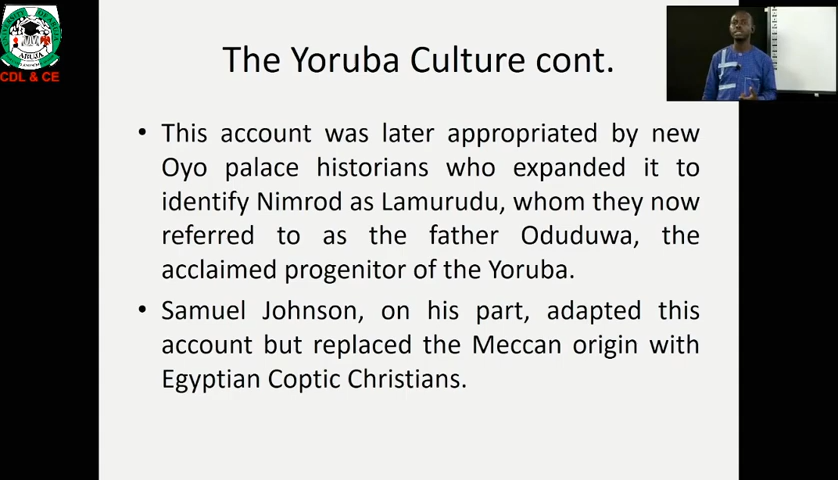 The Yoruba Culture cont.
• This account was later appropriated by new
Oyo palace historians who expanded it to
identify Nimrod as Lamurudu, whom they now
referred to as the father Oduduwa, the
acclaimed progenitor of the Yoruba.
• Samuel Johnson, on his part, adapted this
account but replaced the Meccan origin with
Egyptian Coptic Christians.
ABUJA
CDL & CE